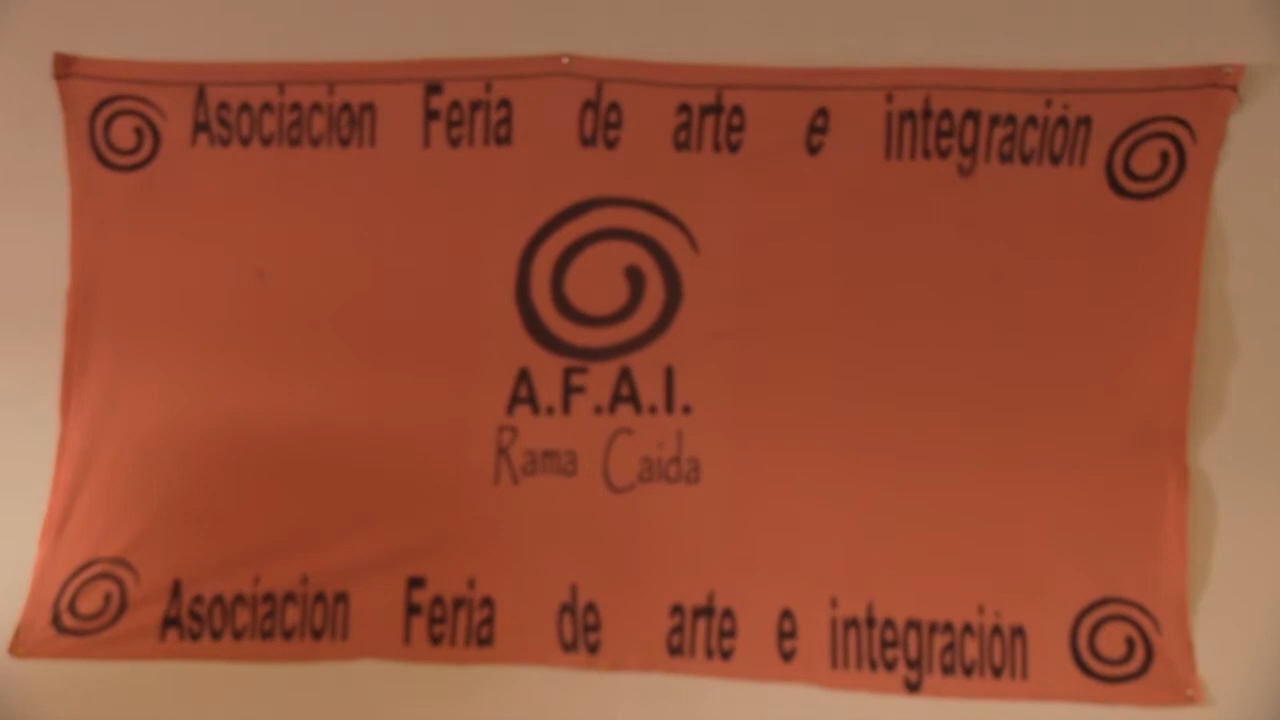 Asociacion Feria de arte e integración
A.F.A.I.
Rama Caida
Asociacion Feria de arte e integración